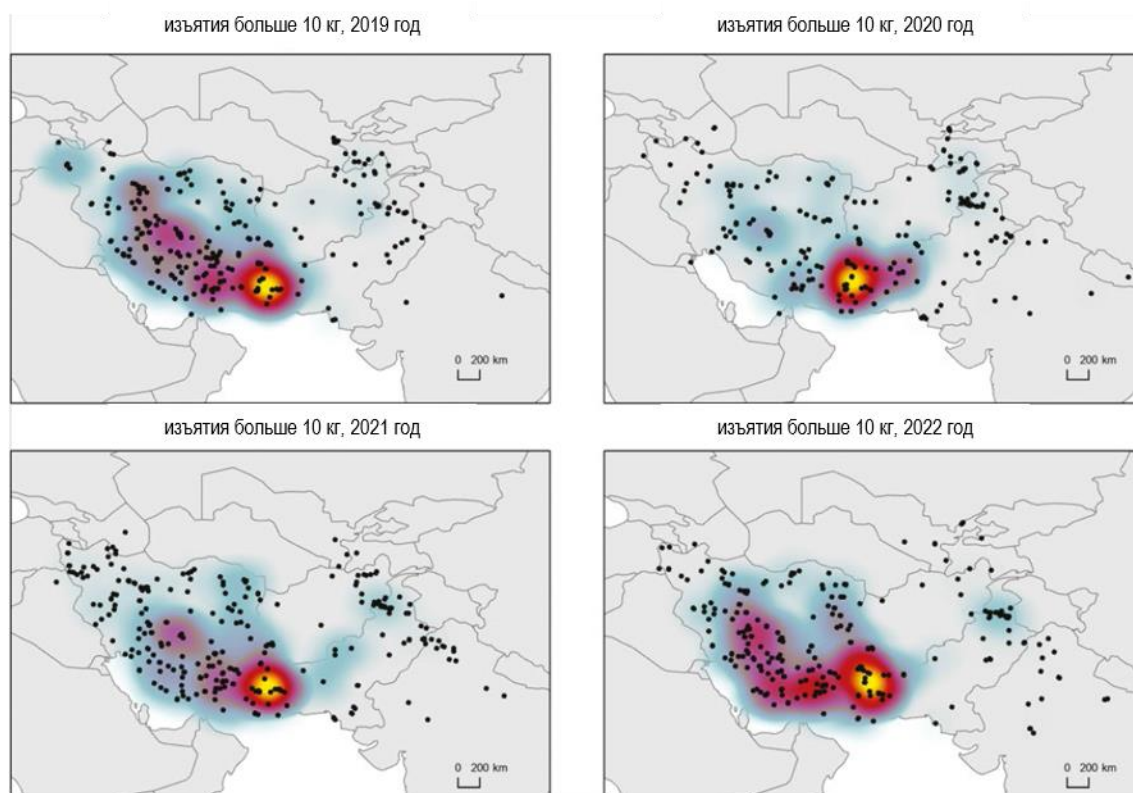 изъятия больше 10 кг, 2019 год
изъятия больше 10 кг, 2020 год
0 200 km
0 200 km
изъятия больше 10 кг, 2021 год
изъятия больше 10 кг, 2022 год
0 200 km
0 200 km